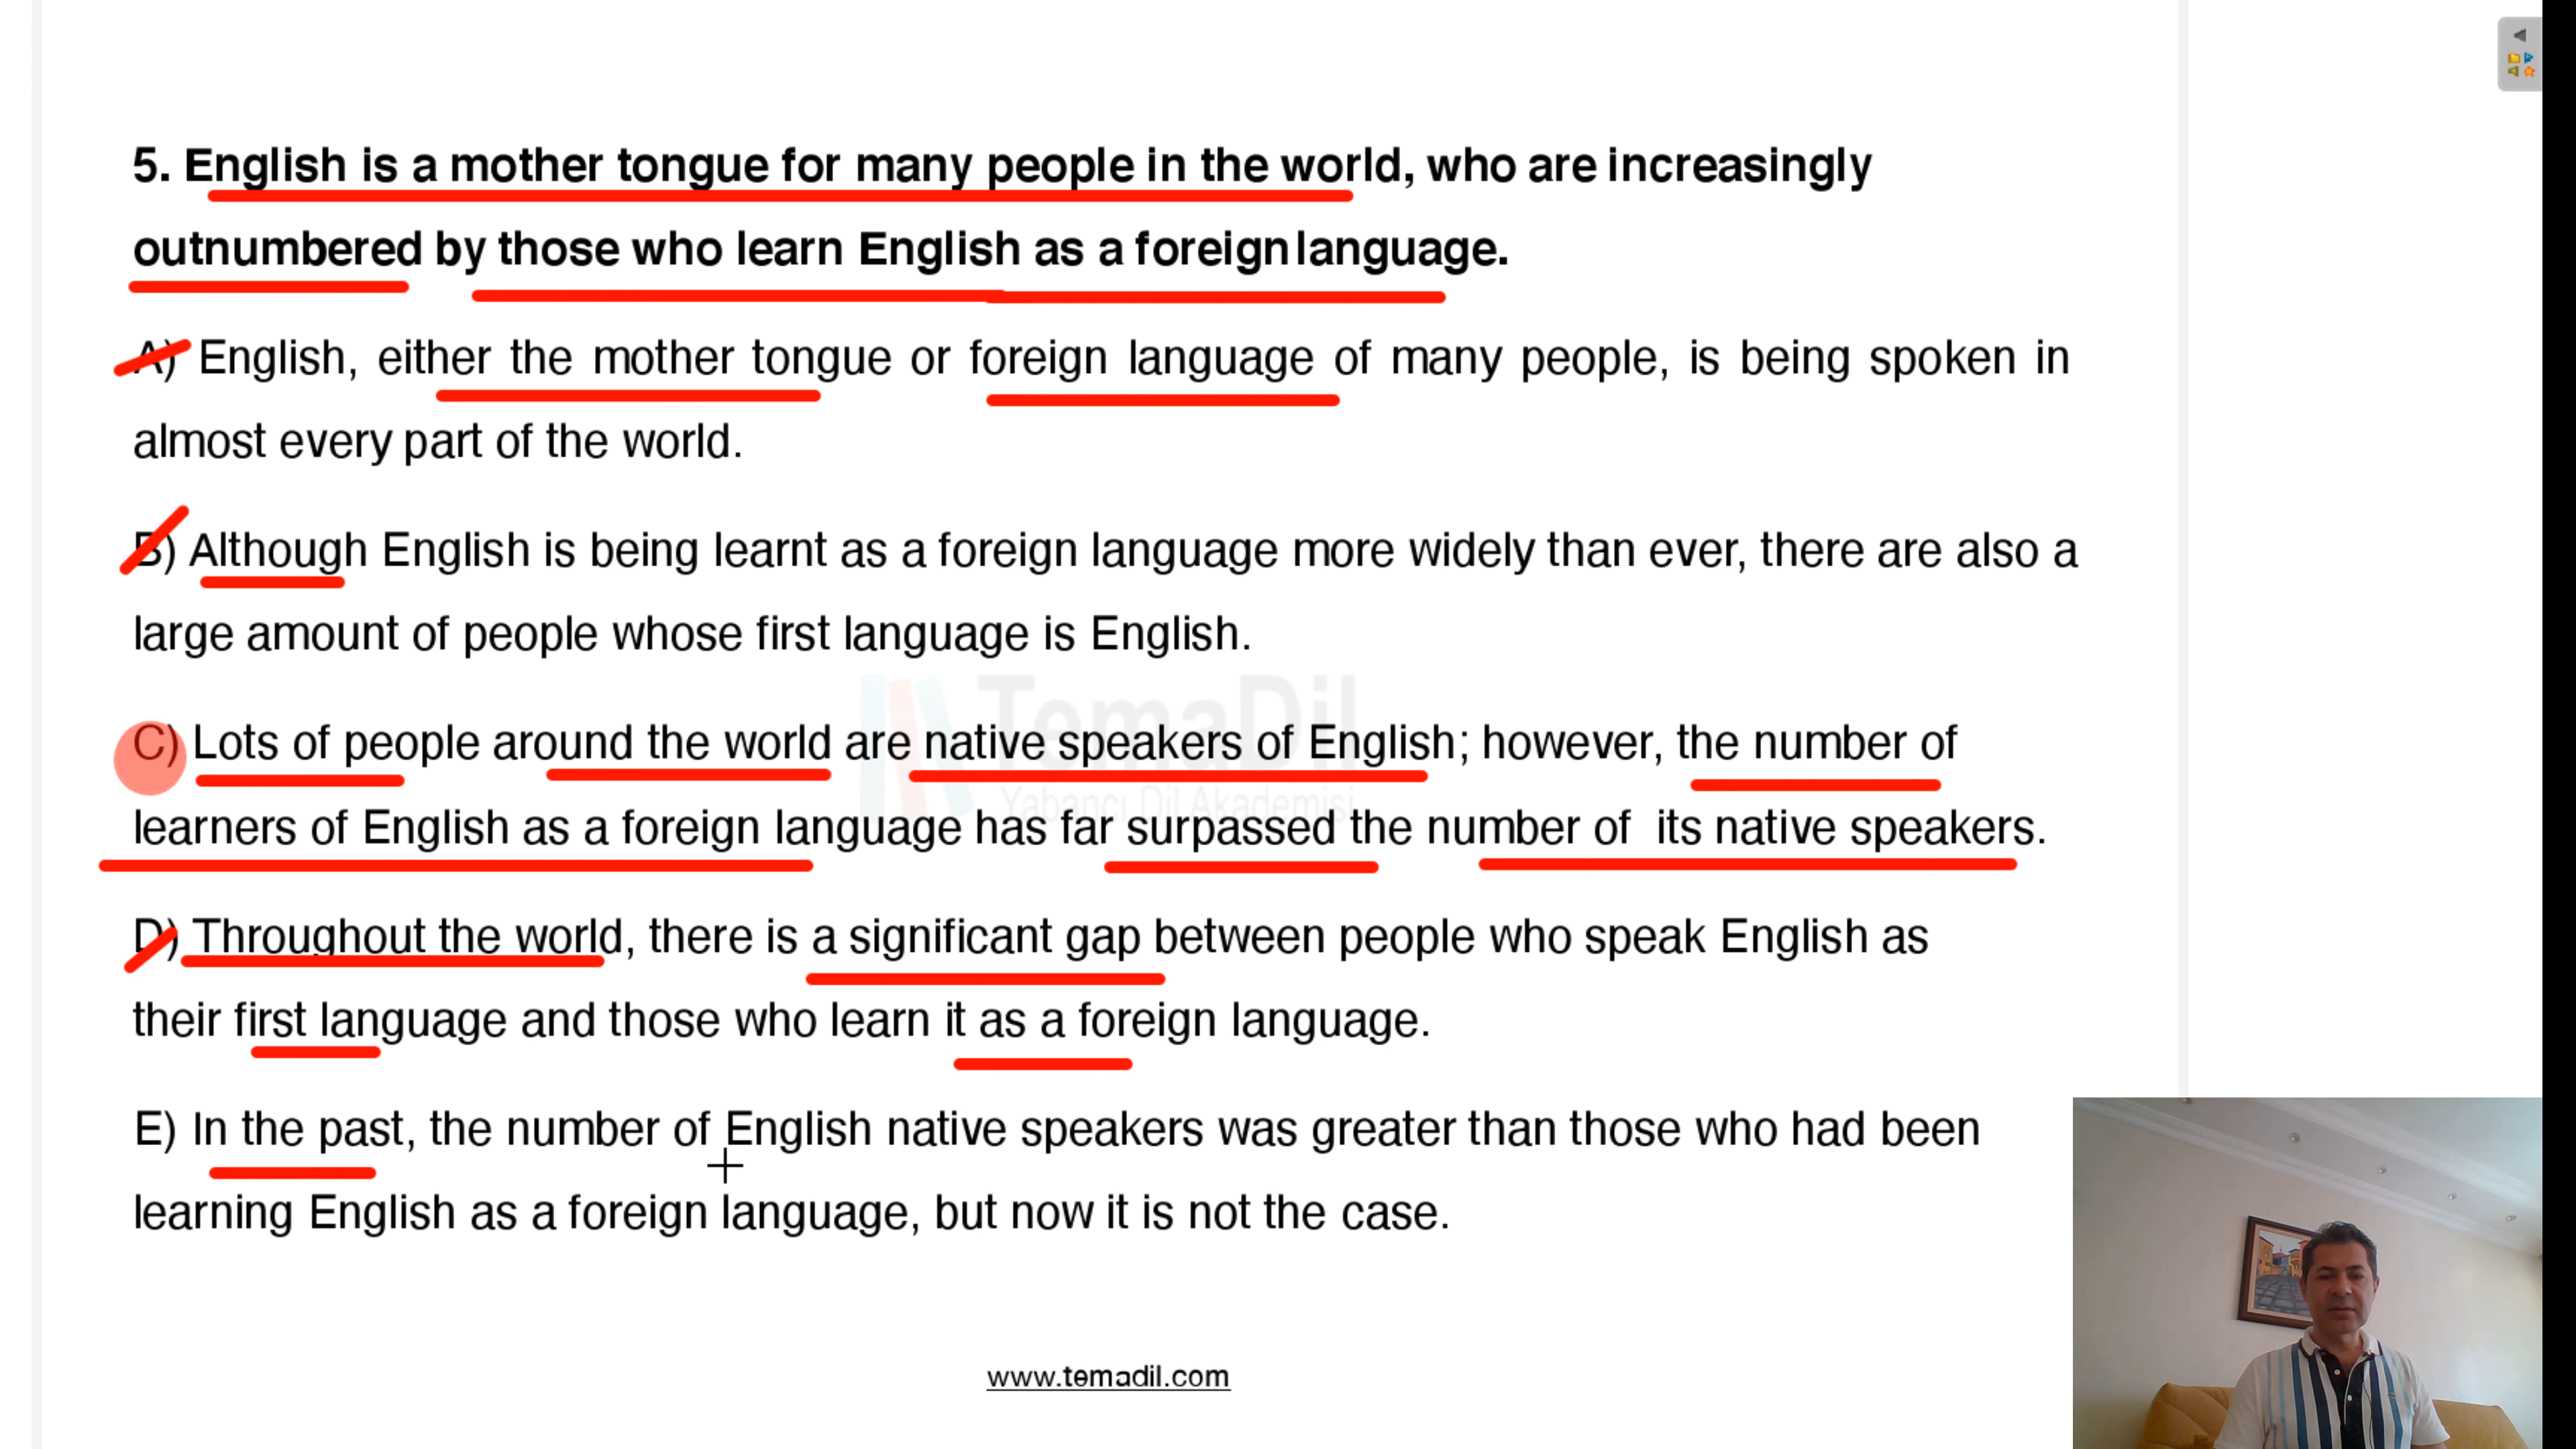 5. English is a mother tongue for many people in the world, who are increasingly
outnumbered by those who learn English as a foreign language.
A) English, either the mother tongue or foreign language of many people, is being spoken in
almost every part of the world.
B) Although English is being learnt as a foreign language more widely than ever, there are also a
large amount of people whose first language is English.
TemaDil
Yabancı Dil Akademisi
C) Lots of people around the world are native speakers of English; however, the number of
learners of English as a foreign language has far surpassed the number of its native speakers.
D) Throughout the world, there is a significant gap between people who speak English as
their first language and those who learn it as a foreign language.
E) In the past, the number of English native speakers was greater than those who had been
learning English as a foreign language, but now it is not the case.
www.temadil.com